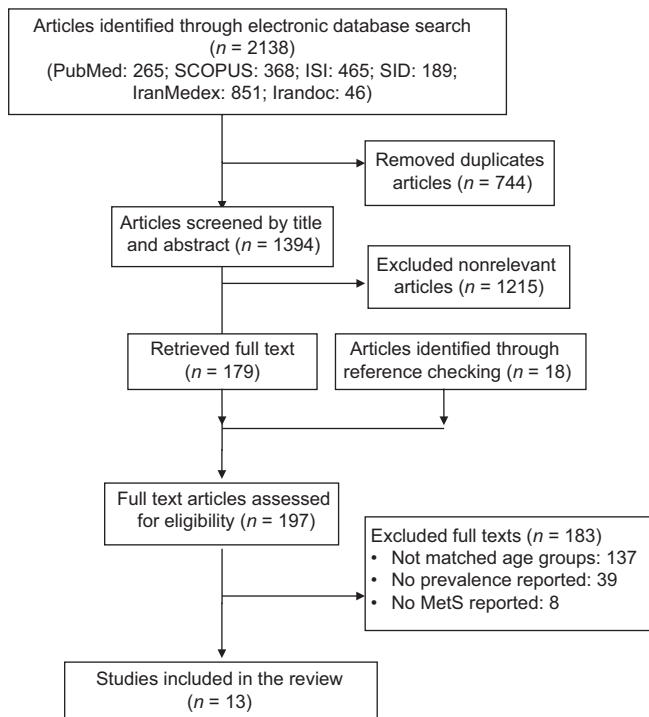 Articles identified through electronic database search
(n = 2138)
(PubMed: 265; SCOPUS: 368; ISI: 465; SID: 189;
IranMedex: 851; Irandoc: 46)
Removed duplicates
articles (n = 744)
Articles screened by title
and abstract (n = 1394)
Excluded nonrelevant
articles (n = 1215)
Retrieved full text
(n = 179)
Articles identified through
reference checking (n = 18)
Full text articles assessed
for eligibility (n = 197)
Excluded full texts (n = 183)
• Not matched age groups: 137
• No prevalence reported: 39
• No MetS reported: 8
Studies included in the review
(n = 13)